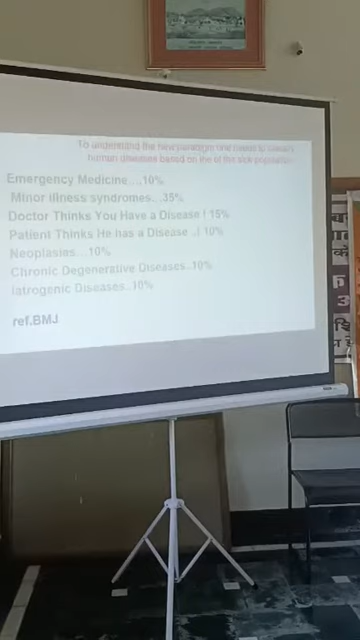 To understand the new paradigm one needs to
human diseases based on the of the sick population
Emergency Medicine....10%
Minor illness syndromes...35%
Doctor Thinks You Have a Disease ! 15%
Patient Thinks He has a Disease ..! 10%
Neoplasias...10%
Chronic Degenerative Diseases..10%
Iatrogenic Diseases..10%
ref.BMJ